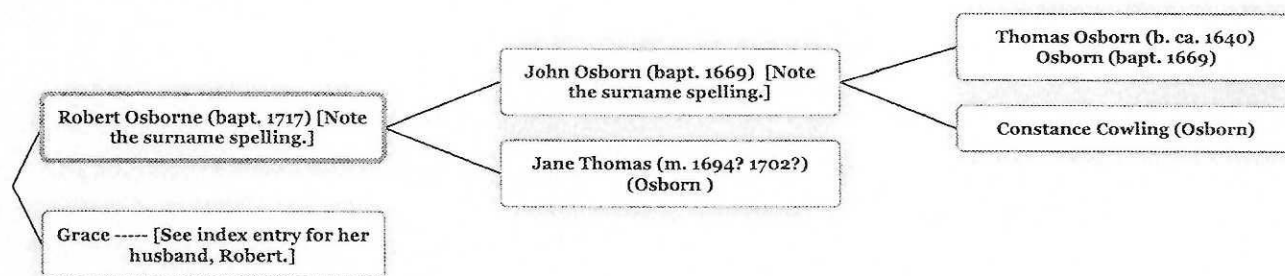 Thomas Osborn (b. ca. 1640)
Osborn (bapt. 1669)
John Osborn (bapt. 1669) [Note
the surname spelling.]
Robert Osborne (bapt. 1717) [Note
the surname spelling.]
Constance Cowling (Osborn)
Jane Thomas (m. 1694? 1702?)
(Osborn )
Grace ----- [See index entry for her
husband, Robert.]